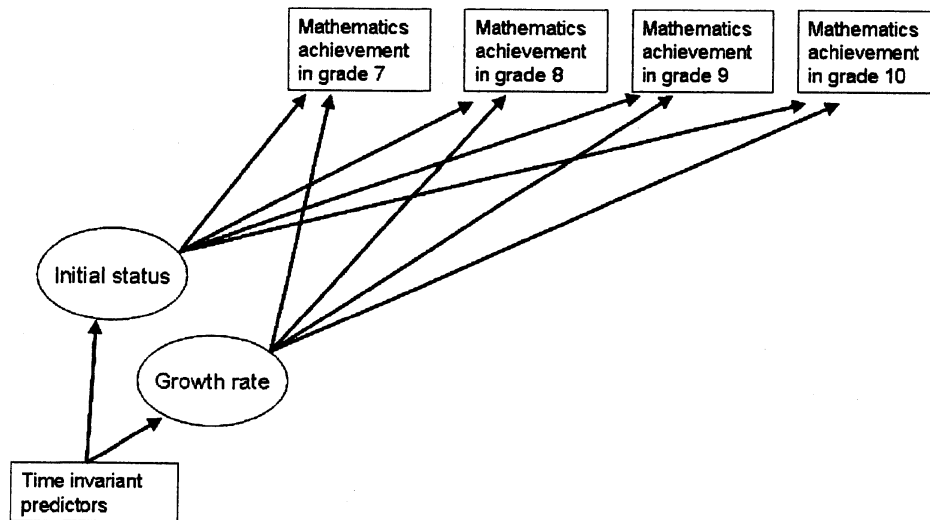 Mathematics
achievement
in grade 7
Mathematics
achievement
in grade 8
Mathematics
achievement
in grade 9
Mathematics
achievement
in grade 10
Initial status
Growth rate
Time invariant
predictors